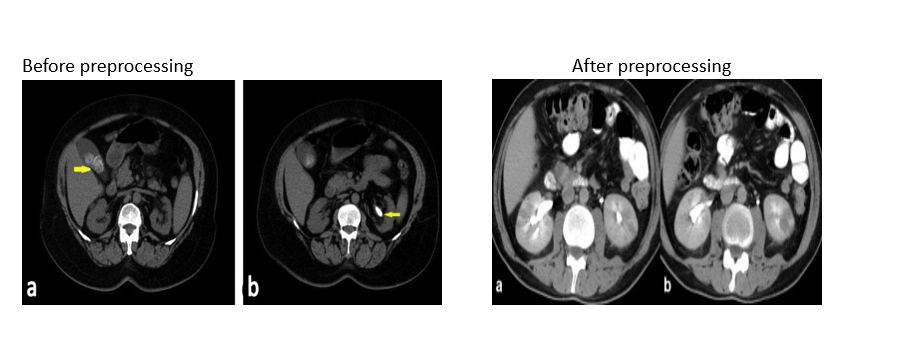 Before preprocessing
After preprocessing
a
b
a
b